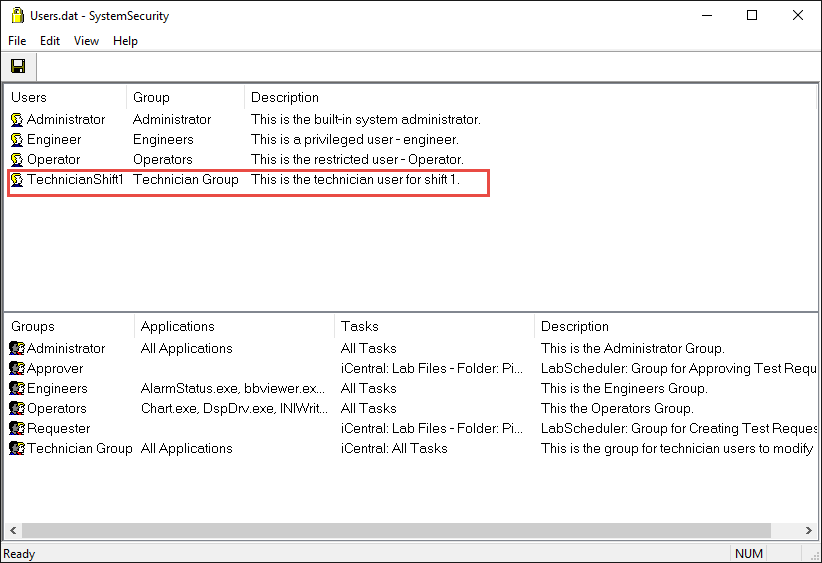 Users.dat - SystemSecurity
File Edit View Help
Users Group Description
Administrator Administrator This is the built-in system administrator.
Engineer Engineers This is a privileged user - engineer.
Operator Operators This is the restricted user - Operator.
TechnicianShift1 Technician Group This is the technician user for shift 1.
Groups Applications Tasks Description
Administrator All Applications All Tasks This is the Administrator Group.
Approver iCentral: Lab Files - Folder: Pi... LabScheduler: Group for Approving Test Requ
Engineers AlarmStatus.exe, bbviewer.ex... All Tasks This is the Engineers Group.
Operators Chart.exe, DspDrv.exe, INIWrit... All Tasks This the Operators Group.
Requester iCentral: Lab Files - Folder: Pi... LabScheduler: Group for Creating Test Reques
Technician Group All Applications iCentral: All Tasks This is the group for technician users to modify
Ready NUM